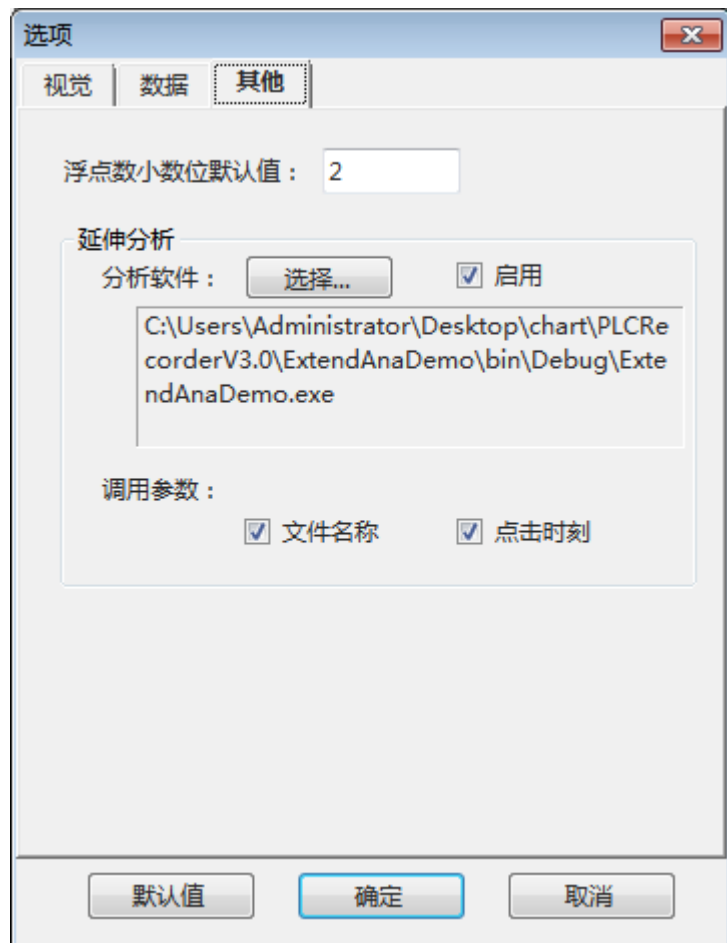 选项
视觉 数据 其他
浮点数小数位默认值： 2
延伸分析
分析软件： 选择... 启用
C:\Users\Administrator\Desktop\chart\PLCRe
corderV3.0\ExtendAnaDemo\bin\Debug\Exte
ndAnaDemo.exe
调用参数：
文件名称 点击时刻
默认值 确定 取消